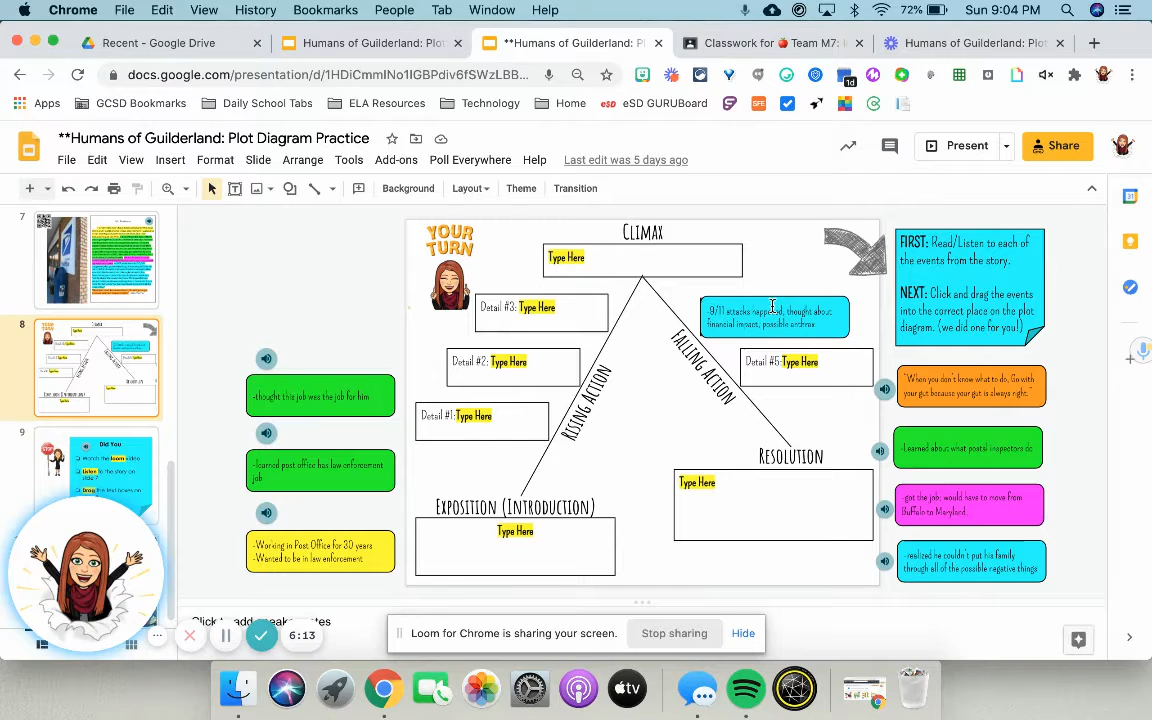 Chrome File Edit View History Bookmarks People Tab Window Help 72% Sun 9:04 PM
Recent - Google Drive Humans of Guilderland: Plot **Humans of Guilderland: Pl Classwork for 🍎 Team M7: Humans of Guilderland: Plot D
docs.google.com/presentation/d/1HDiCmmINo1IGBPdiv6fSWzLBB... 1d
Apps GCSD Bookmarks Daily School Tabs ELA Resources Technology Home esD eSD GURUBoard SFE
**Humans of Guilderland: Plot Diagram Practice
File Edit View Insert Format Slide Arrange Tools Add-ons Poll Everywhere Help Last edit was 5 days ago
Present Share
Background Layout Theme Transition
7
8
9
STOP
Did You
Watch the loom video
Listen to the story on
Drag the text boxes on
YOUR
TURN
CLIMAX
Type Here
Detail #3: Type Here
Detail #2: Type Here
Detail #1:Type Here
RISING ACTION
FALLING ACTION
-9/11 attacks happened, thought about
financial impact, possible anthrax
Detail #5:Type Here
RESOLUTION
Type Here
EXPOSITION (INTRODUCTION)
Type Here
-thought this job was the job for him
-learned post office has law enforcement
job
-Working in Post Office for 30 years
-Wanted to be in law enforcement
FIRST: Read/Listen to each of
the events from the story.
NEXT: Click and drag the events
into the correct place on the plot
diagram. (we did one for you!)
"When you don't know what to do, Go with
your gut because your gut is always right."
-Learned about what postal inspectors do
-got the job; would have to move from
Buffalo to Maryland.
-realized he couldn't put his family
through all of the possible negative things
Click to add speaker notes
6:13
Loom for Chrome is sharing your screen. Stop sharing Hide
tv